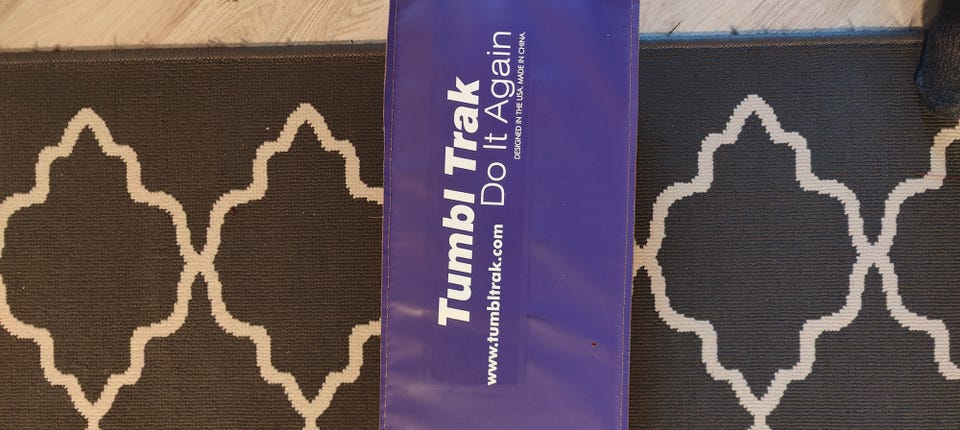 Tumbl Trak
www.tumbltrak.com Do It Again
DESIGNED IN THE USA. MADE IN CHINA.